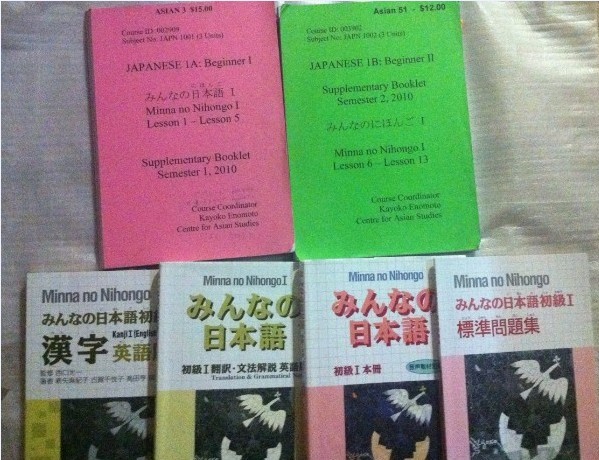 ASIAN 3 $15.00
Course ID: 002908
Subject No. JAPN 1001 (3 Units)
JAPANESE 1A: Beginner I
みんなの日本語 I
Minna no Nihongo I
Lesson 1 – Lesson 5
Supplementary Booklet
Semester 1, 2010
Course Coordinator
Kayoko Enomoto
Centre for Asian Studies
Asian 51 - $12.00
Course ID: 003902
Subject No. JAPN 1002 (3 Units)
JAPANESE 1B: Beginner II
Supplementary Booklet
Semester 2, 2010
みんなのにほんご I
Minna no Nihongo I
Lesson 6 – Lesson 13
Course Coordinator
Kayoko Enomoto
Centre for Asian Studies
Minna no Nihongo
みんなの日本語初
漢字
Kanji I [English
英語
監修 西口光一
Minna no Nihongo I
みんなの
日本語
初級 I 翻訳・文法解説 英語
Translation & Grammatical
Minna no Nihongo
みんなの
日本語
初級 I 本冊
Minna no Nihongo
みんなの日本語初級 I
標準問題集